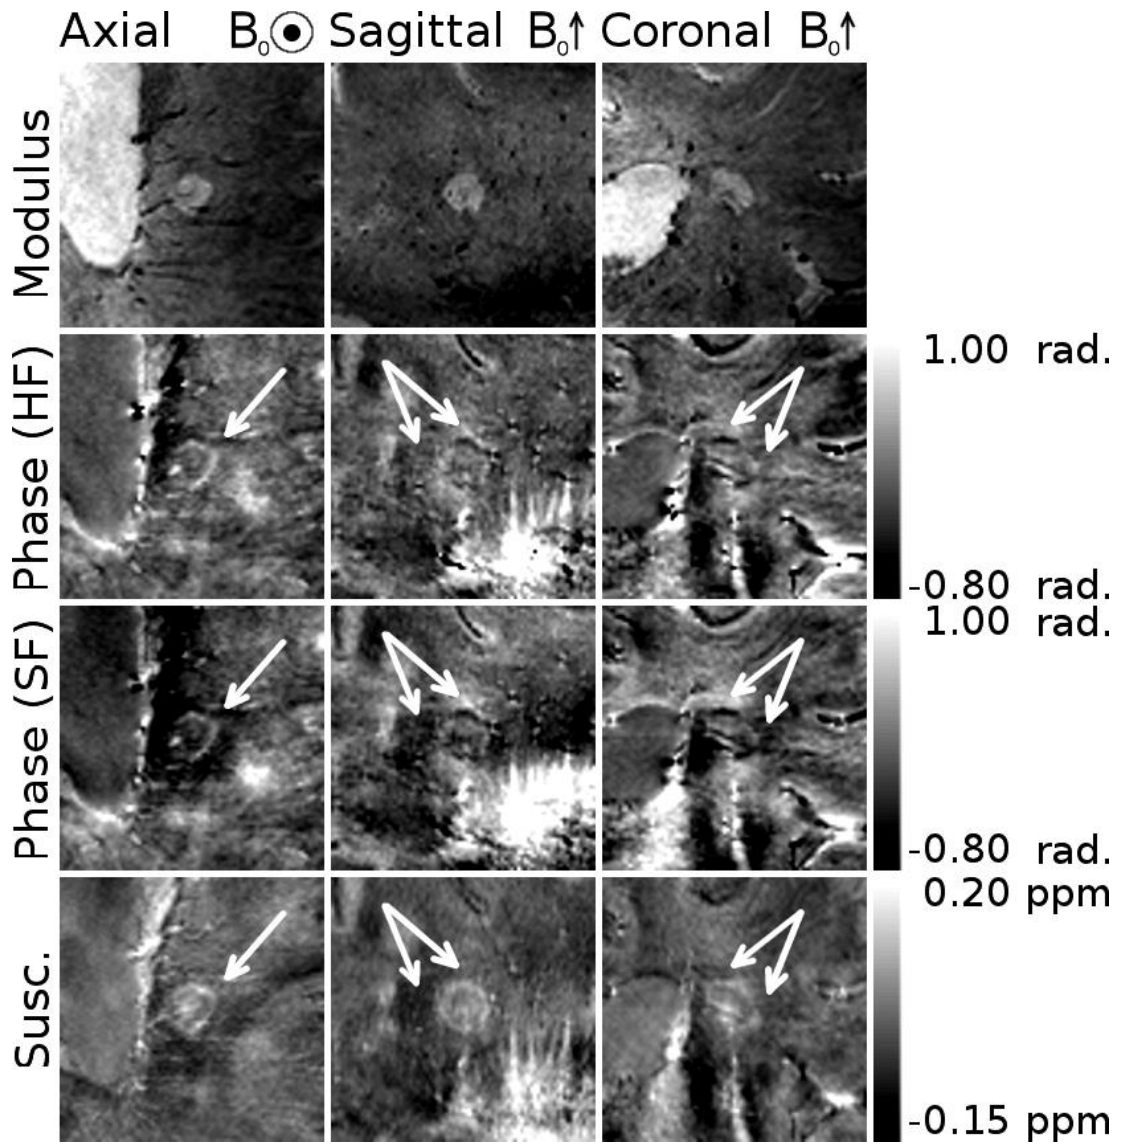 Axial B0 Sagittal B0↑ Coronal B0↑
Modulus
Phase (HF)
1.00 rad.
-0.80 rad.
Phase (SF)
1.00 rad.
-0.80 rad.
Susc.
0.20 ppm
-0.15 ppm